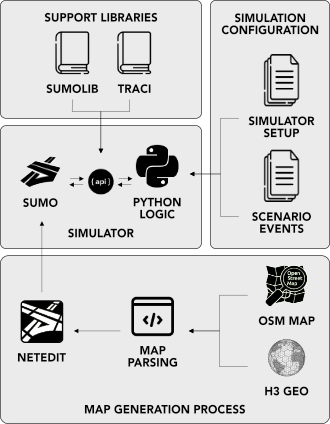 SUPPORT LIBRARIES
SUMOLIB
TRACI
SIMULATION
CONFIGURATION
SIMULATOR
SETUP
SCENARIO
EVENTS
SUMO
{ api }
PYTHON
LOGIC
SIMULATOR
NETEDIT
</>
MAP
PARSING
Open
Street
Map
OSM MAP
H3 GEO
MAP GENERATION PROCESS